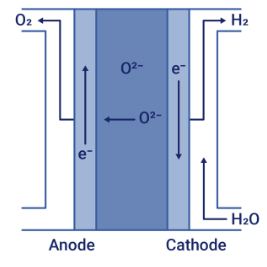 O₂ H₂
O²⁻ e⁻
O²⁻
e⁻
H₂O
Anode Cathode